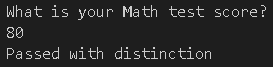 What is your Math test score?
80
Passed with distinction